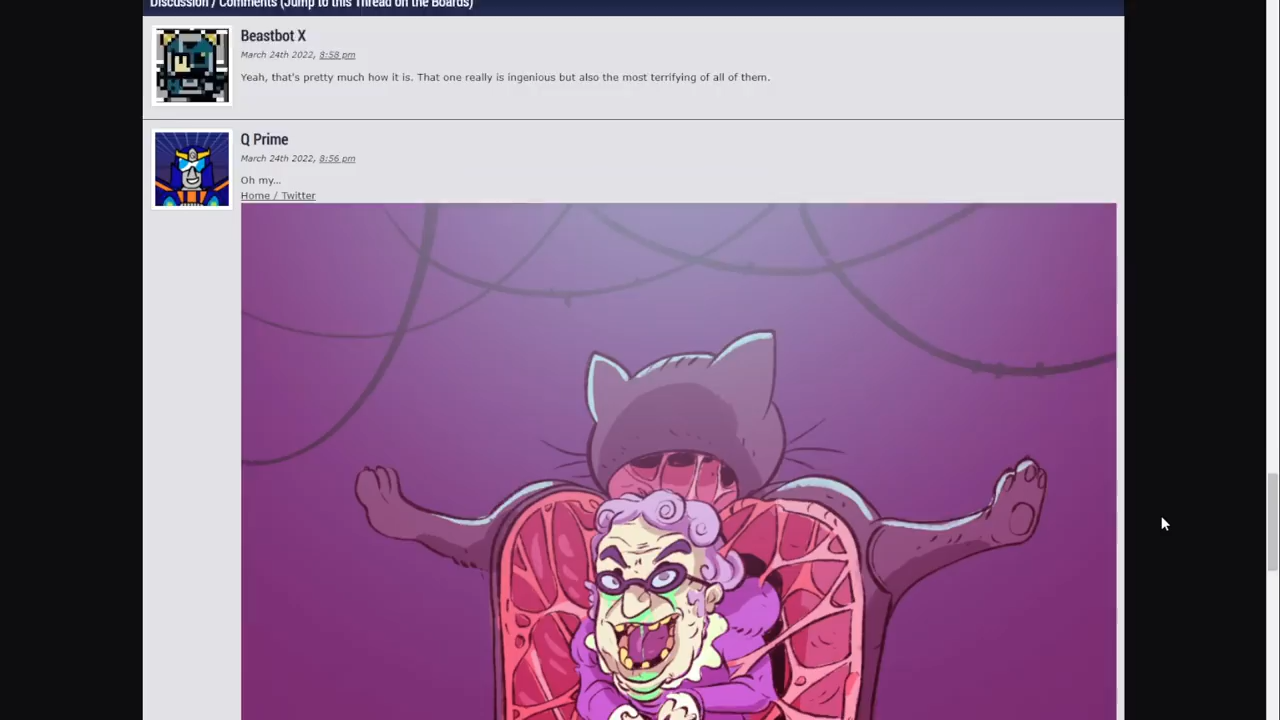 Discussion / Comments (Jump to this Thread on the Boards)
Beastbot X
March 24th 2022, 8:58 pm
Yeah, that's pretty much how it is. That one really is ingenious but also the most terrifying of all of them.
Q Prime
March 24th 2022, 8:56 pm
Oh my...
Home / Twitter